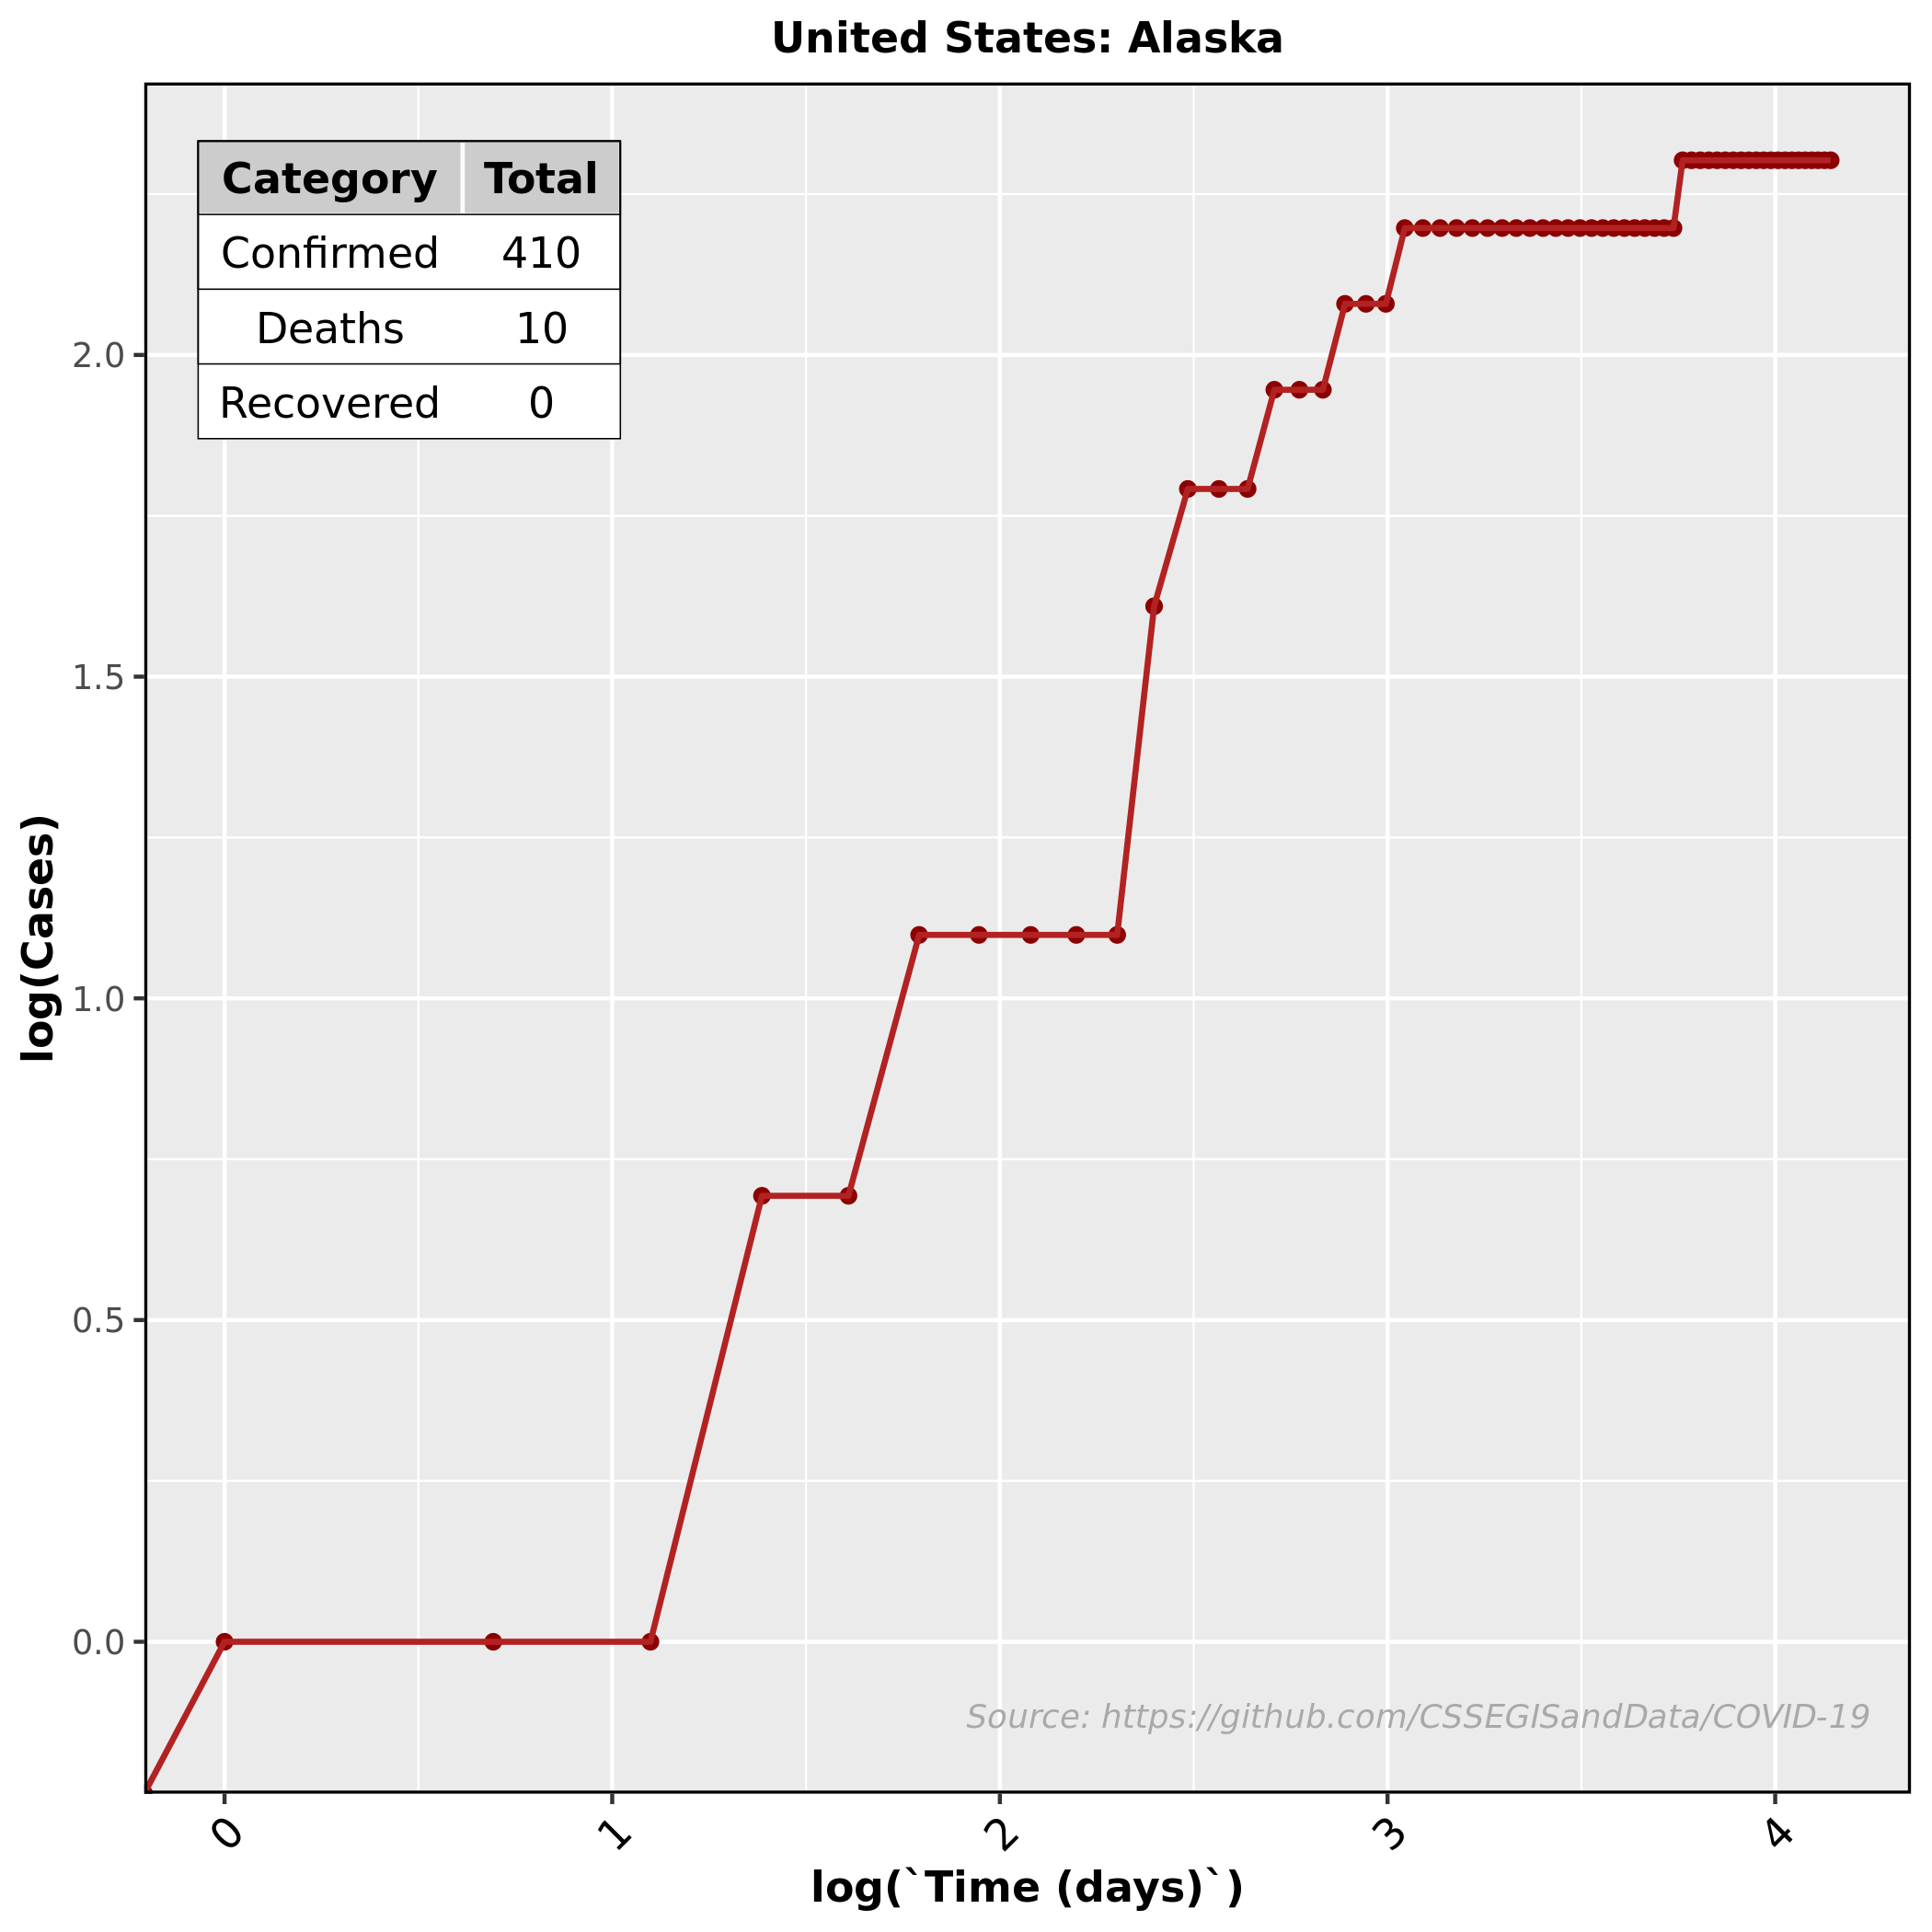 United States: Alaska
Category Total
Confirmed 410
Deaths 10
Recovered 0
2.0
1.5
1.0
0.5
0.0
log(Cases)
Source: https://github.com/CSSEGISandData/COVID-19
0 1 2 3 4
log(`Time (days)`)